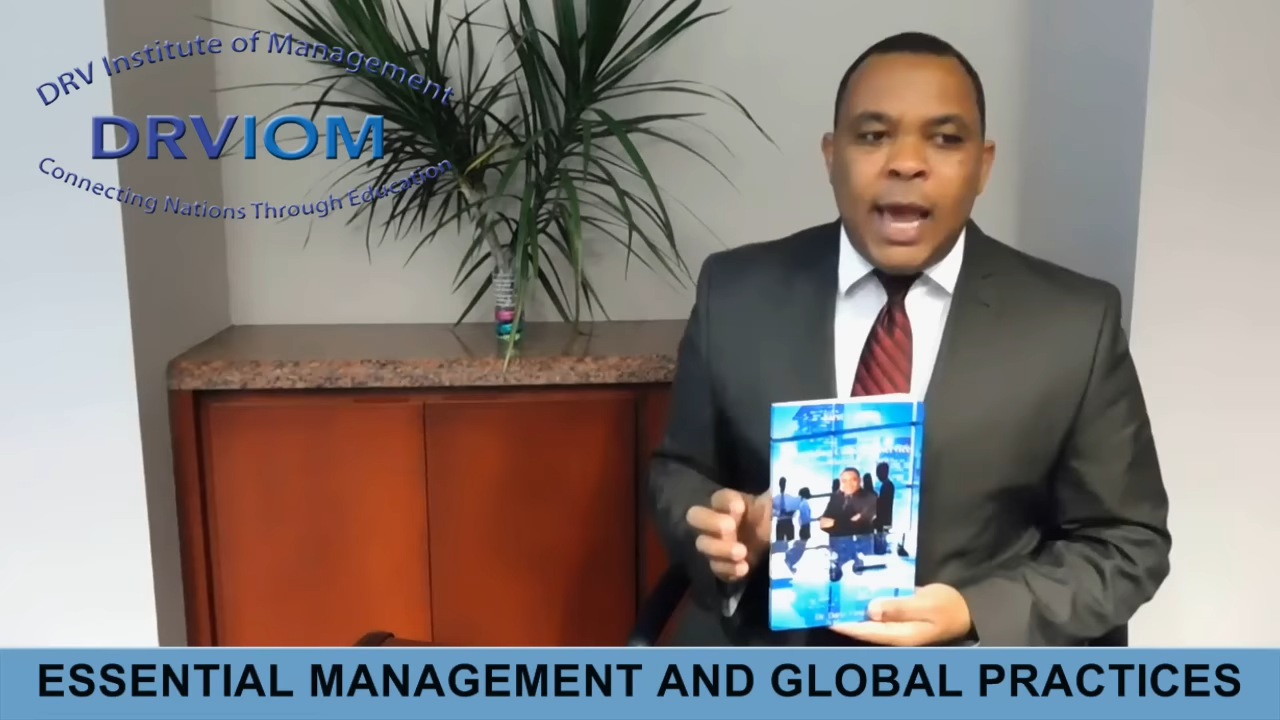 DRV Institute of Management
DRVIOM
Connecting Nations Through Education
ESSENTIAL MANAGEMENT AND GLOBAL PRACTICES